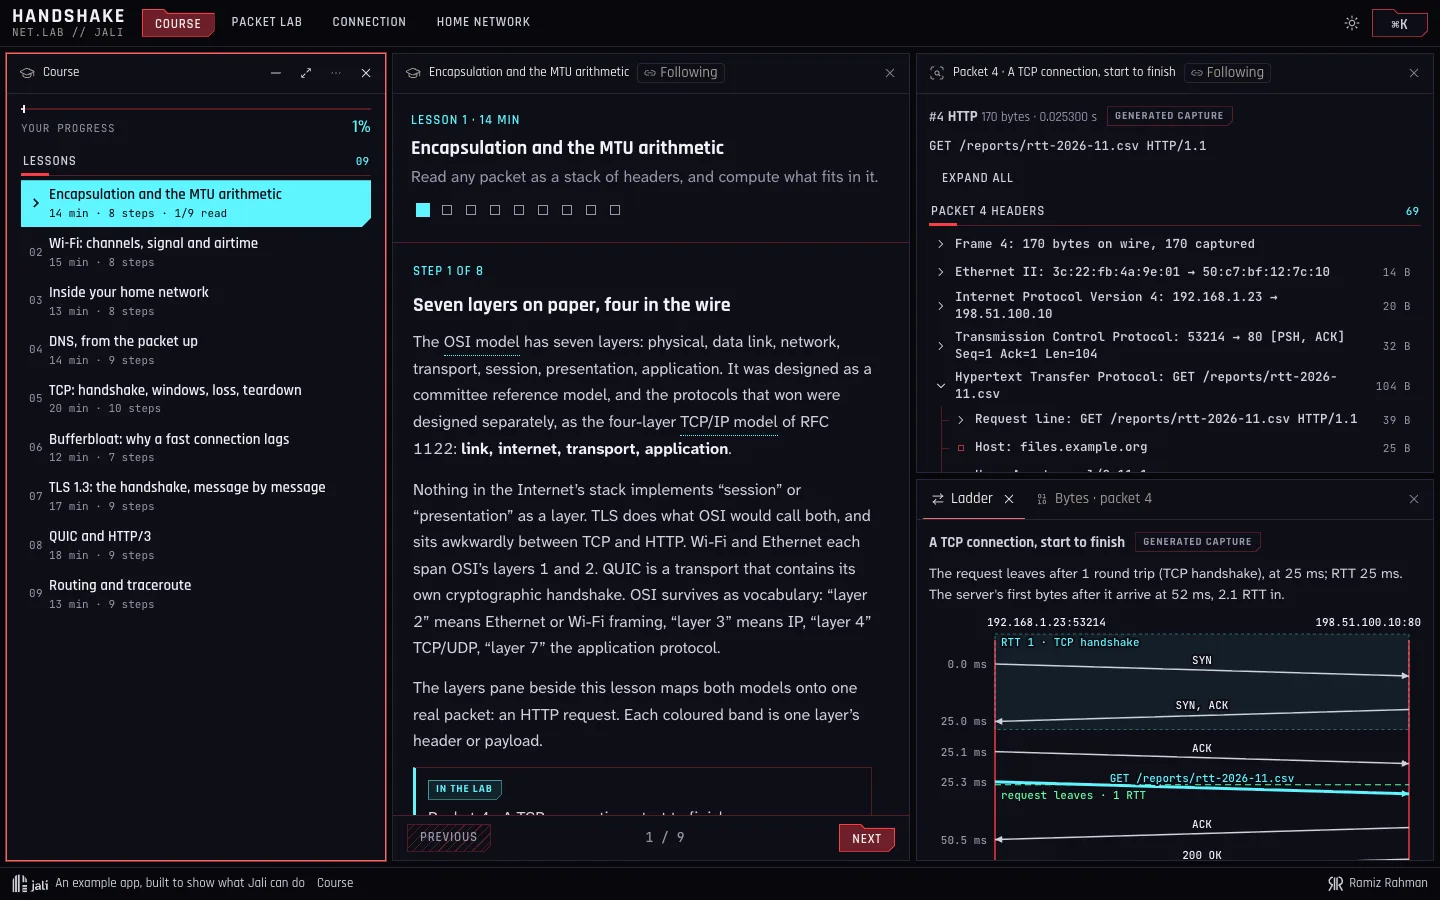 HANDSHAKE
NET.LAB // JALI
COURSE
PACKET LAB
CONNECTION
HOME NETWORK
⌘K
Course
YOUR PROGRESS
1%
LESSONS
09
Encapsulation and the MTU arithmetic
14 min · 8 steps · 1/9 read
02
Wi-Fi: channels, signal and airtime
15 min · 8 steps
03
Inside your home network
13 min · 8 steps
04
DNS, from the packet up
14 min · 9 steps
05
TCP: handshake, windows, loss, teardown
20 min · 10 steps
06
Bufferbloat: why a fast connection lags
12 min · 7 steps
07
TLS 1.3: the handshake, message by message
17 min · 9 steps
08
QUIC and HTTP/3
18 min · 9 steps
09
Routing and traceroute
13 min · 9 steps
Encapsulation and the MTU arithmetic
Following
LESSON 1 · 14 MIN
Encapsulation and the MTU arithmetic
Read any packet as a stack of headers, and compute what fits in it.
STEP 1 OF 8
Seven layers on paper, four in the wire
The OSI model has seven layers: physical, data link, network,
transport, session, presentation, application. It was designed as a
committee reference model, and the protocols that won were
designed separately, as the four-layer TCP/IP model of RFC
1122: link, internet, transport, application.
Nothing in the Internet’s stack implements “session” or
“presentation” as a layer. TLS does what OSI would call both, and
sits awkwardly between TCP and HTTP. Wi-Fi and Ethernet each
span OSI’s layers 1 and 2. QUIC is a transport that contains its
own cryptographic handshake. OSI survives as vocabulary: “layer
2” means Ethernet or Wi-Fi framing, “layer 3” means IP, “layer 4”
TCP/UDP, “layer 7” the application protocol.
The layers pane beside this lesson maps both models onto one
real packet: an HTTP request. Each coloured band is one layer’s
header or payload.
IN THE LAB
PREVIOUS
1 / 9
NEXT
Packet 4 · A TCP connection, start to finish
Following
#4 HTTP 170 bytes · 0.025300 s
GENERATED CAPTURE
GET /reports/rtt-2026-11.csv HTTP/1.1
EXPAND ALL
PACKET 4 HEADERS
69
Frame 4: 170 bytes on wire, 170 captured
Ethernet II: 3c:22:fb:4a:9e:01 → 50:c7:bf:12:7c:10
14 B
Internet Protocol Version 4: 192.168.1.23 →
198.51.100.10
20 B
Transmission Control Protocol: 53214 → 80 [PSH, ACK]
Seq=1 Ack=1 Len=104
32 B
Hypertext Transfer Protocol: GET /reports/rtt-2026-
11.csv
104 B
Request line: GET /reports/rtt-2026-11.csv HTTP/1.1
39 B
Host: files.example.org
25 B
Ladder
Bytes · packet 4
A TCP connection, start to finish
GENERATED CAPTURE
The request leaves after 1 round trip (TCP handshake), at 25 ms; RTT 25 ms.
The server’s first bytes after it arrive at 52 ms, 2.1 RTT in.
192.168.1.23:53214
198.51.100.10:80
RTT 1 · TCP handshake
0.0 ms
SYN
SYN, ACK
25.0 ms
ACK
25.1 ms
GET /reports/rtt-2026-11.csv
25.3 ms
request leaves · 1 RTT
ACK
50.5 ms
200 OK
jali
An example app, built to show what Jali can do
Course
Ramiz Rahman